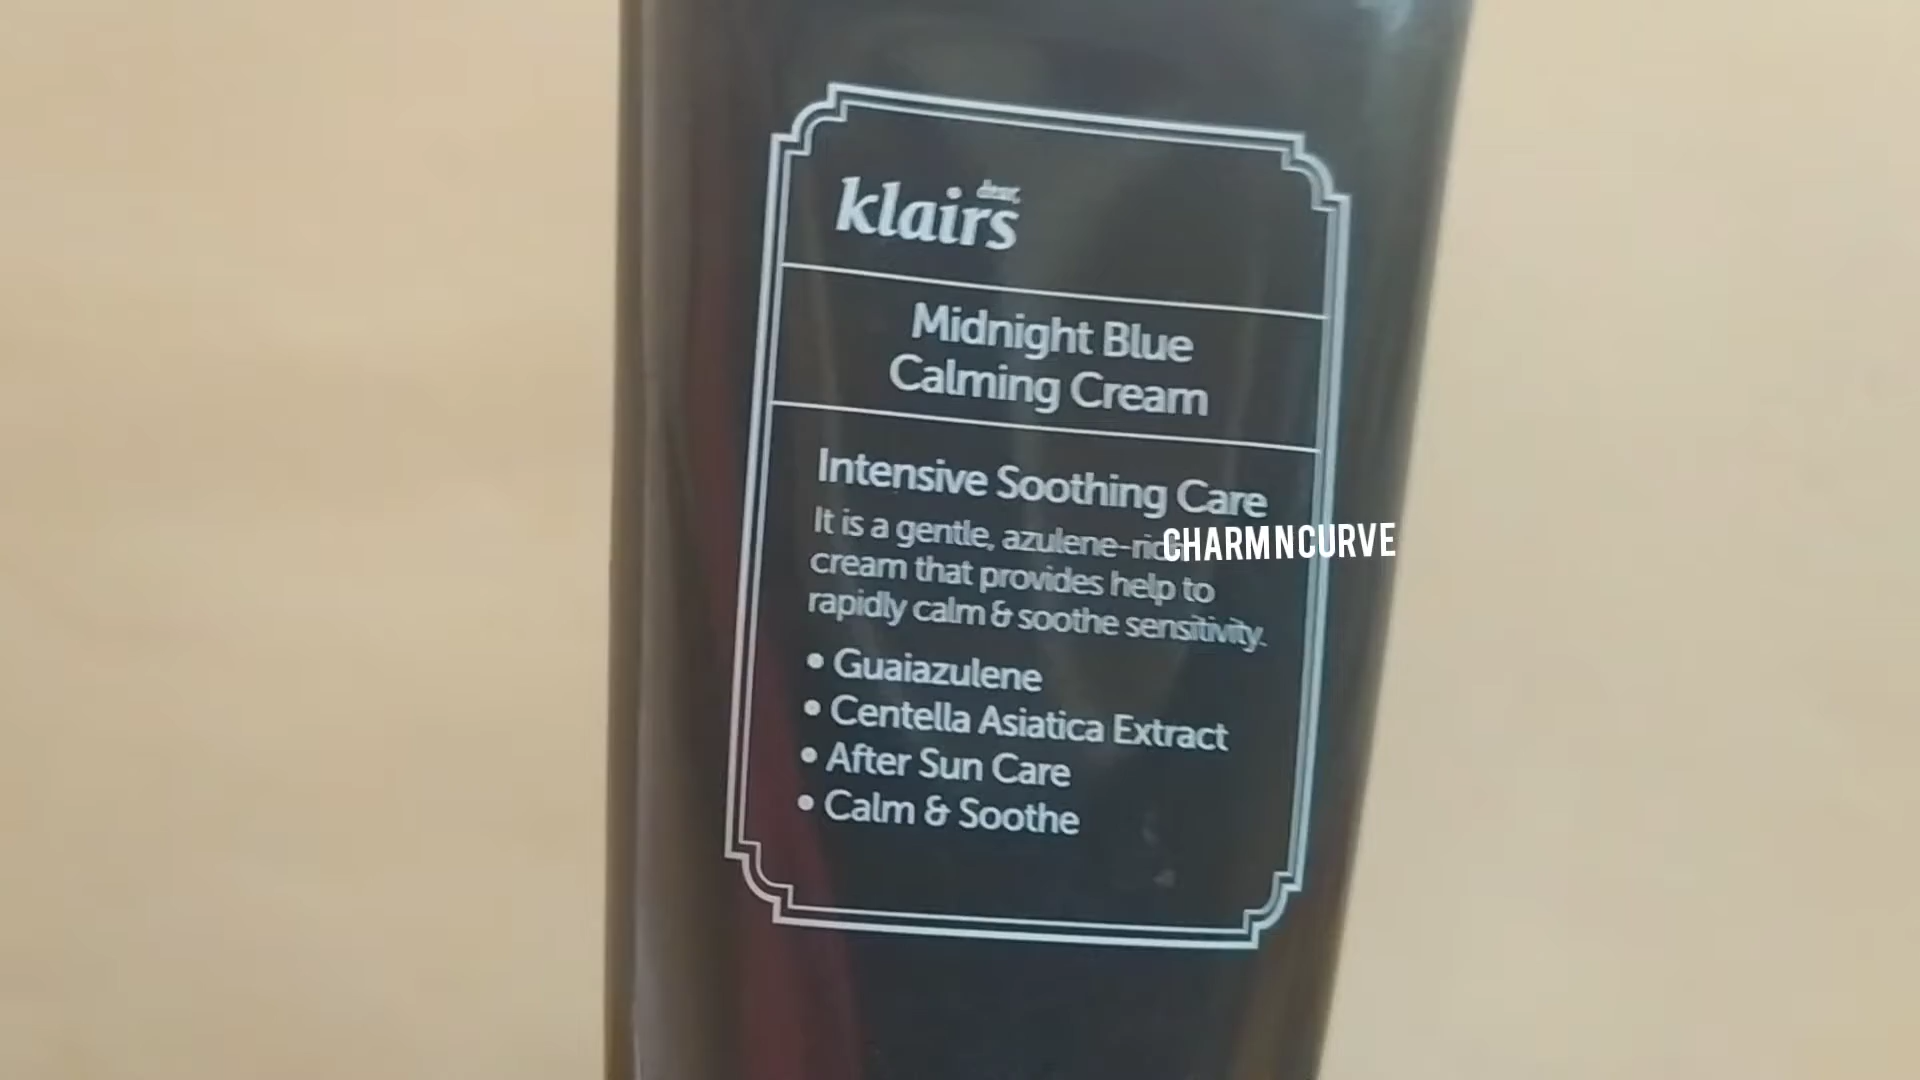 dear,
klairs
Midnight Blue
Calming Cream
Intensive Soothing Care
It is a gentle, azulene-rich
CHARMNCURVE
cream that provides help to
rapidly calm & soothe sensitivity.
• Guaiazulene
• Centella Asiatica Extract
• After Sun Care
• Calm & Soothe